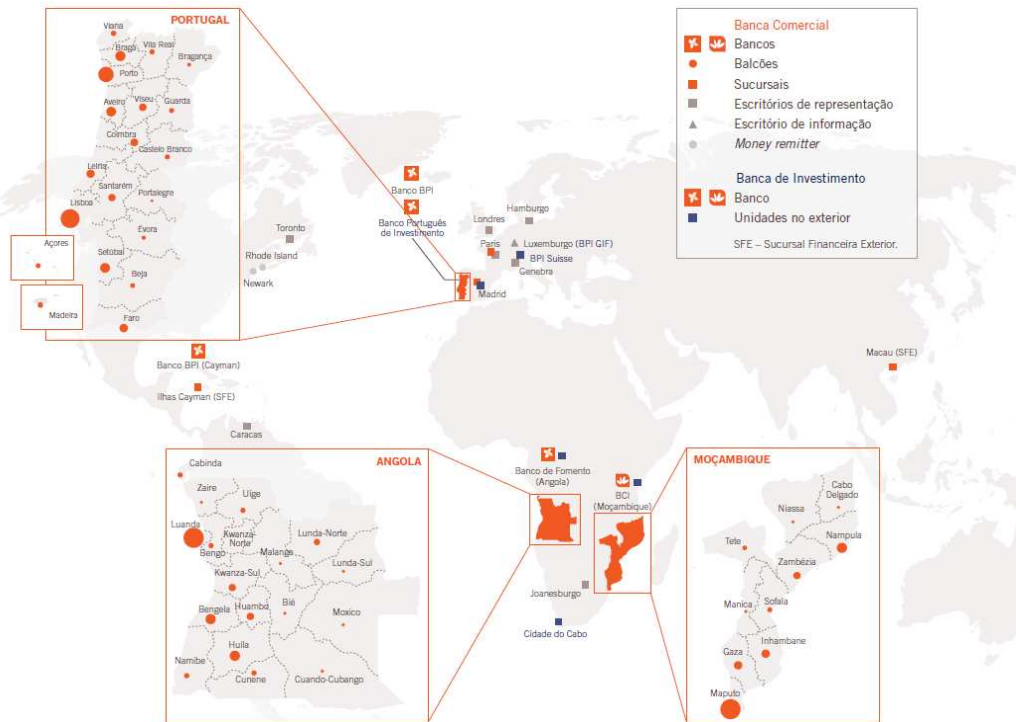 PORTUGAL
Viana
Braga
Vila Real
Bragança
Porto
Aveiro
Viseu
Guarda
Coimbra
Castelo Branco
Leiria
Santarém
Portalegre
Lisboa
Évora
Açores
Setúbal
Beja
Madeira
Faro
Banca Comercial
Bancos
Balcões
Sucursais
Escritórios de representação
Escritório de informação
Money remitter
Banca de Investimento
Banco
Unidades no exterior
SFE – Sucursal Financeira Exterior.
Banco BPI
Banco Português
de Investimento
Toronto
Rhode Island
Newark
Londres
Hamburgo
Paris
Luxemburgo (BPI GIF)
BPI Suisse
Genebra
Madrid
Macau (SFE)
Banco BPI (Cayman)
Ilhas Cayman (SFE)
Caracas
Banco de Fomento
(Angola)
BCI
(Moçambique)
Joanesburgo
Cidade do Cabo
ANGOLA
Cabinda
Zaire
Uíge
Luanda
Bengo
Kwanza-
Norte
Malange
Lunda-Norte
Lunda-Sul
Kwanza-Sul
Bengela
Huambo
Bié
Moxico
Huíla
Namibe
Cunene
Cuando-Cubango
MOÇAMBIQUE
Cabo
Delgado
Niassa
Nampula
Tete
Zambézia
Manica
Sofala
Inhambane
Gaza
Maputo